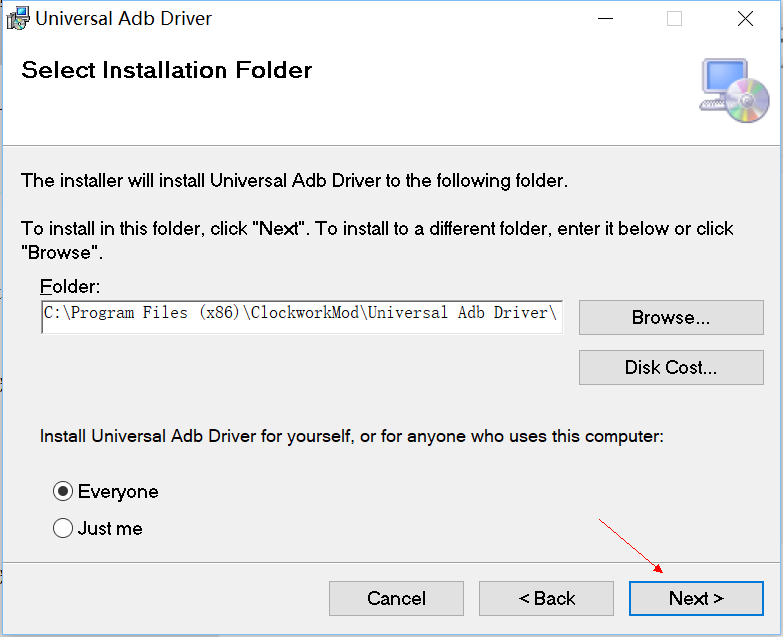 Universal Adb Driver
Select Installation Folder
The installer will install Universal Adb Driver to the following folder.
To install in this folder, click "Next". To install to a different folder, enter it below or click
"Browse".
Folder:
C:\Program Files (x86)\ClockworkMod\Universal Adb Driver\
Browse...
Disk Cost...
Install Universal Adb Driver for yourself, or for anyone who uses this computer:
Everyone
Just me
Cancel
< Back
Next >